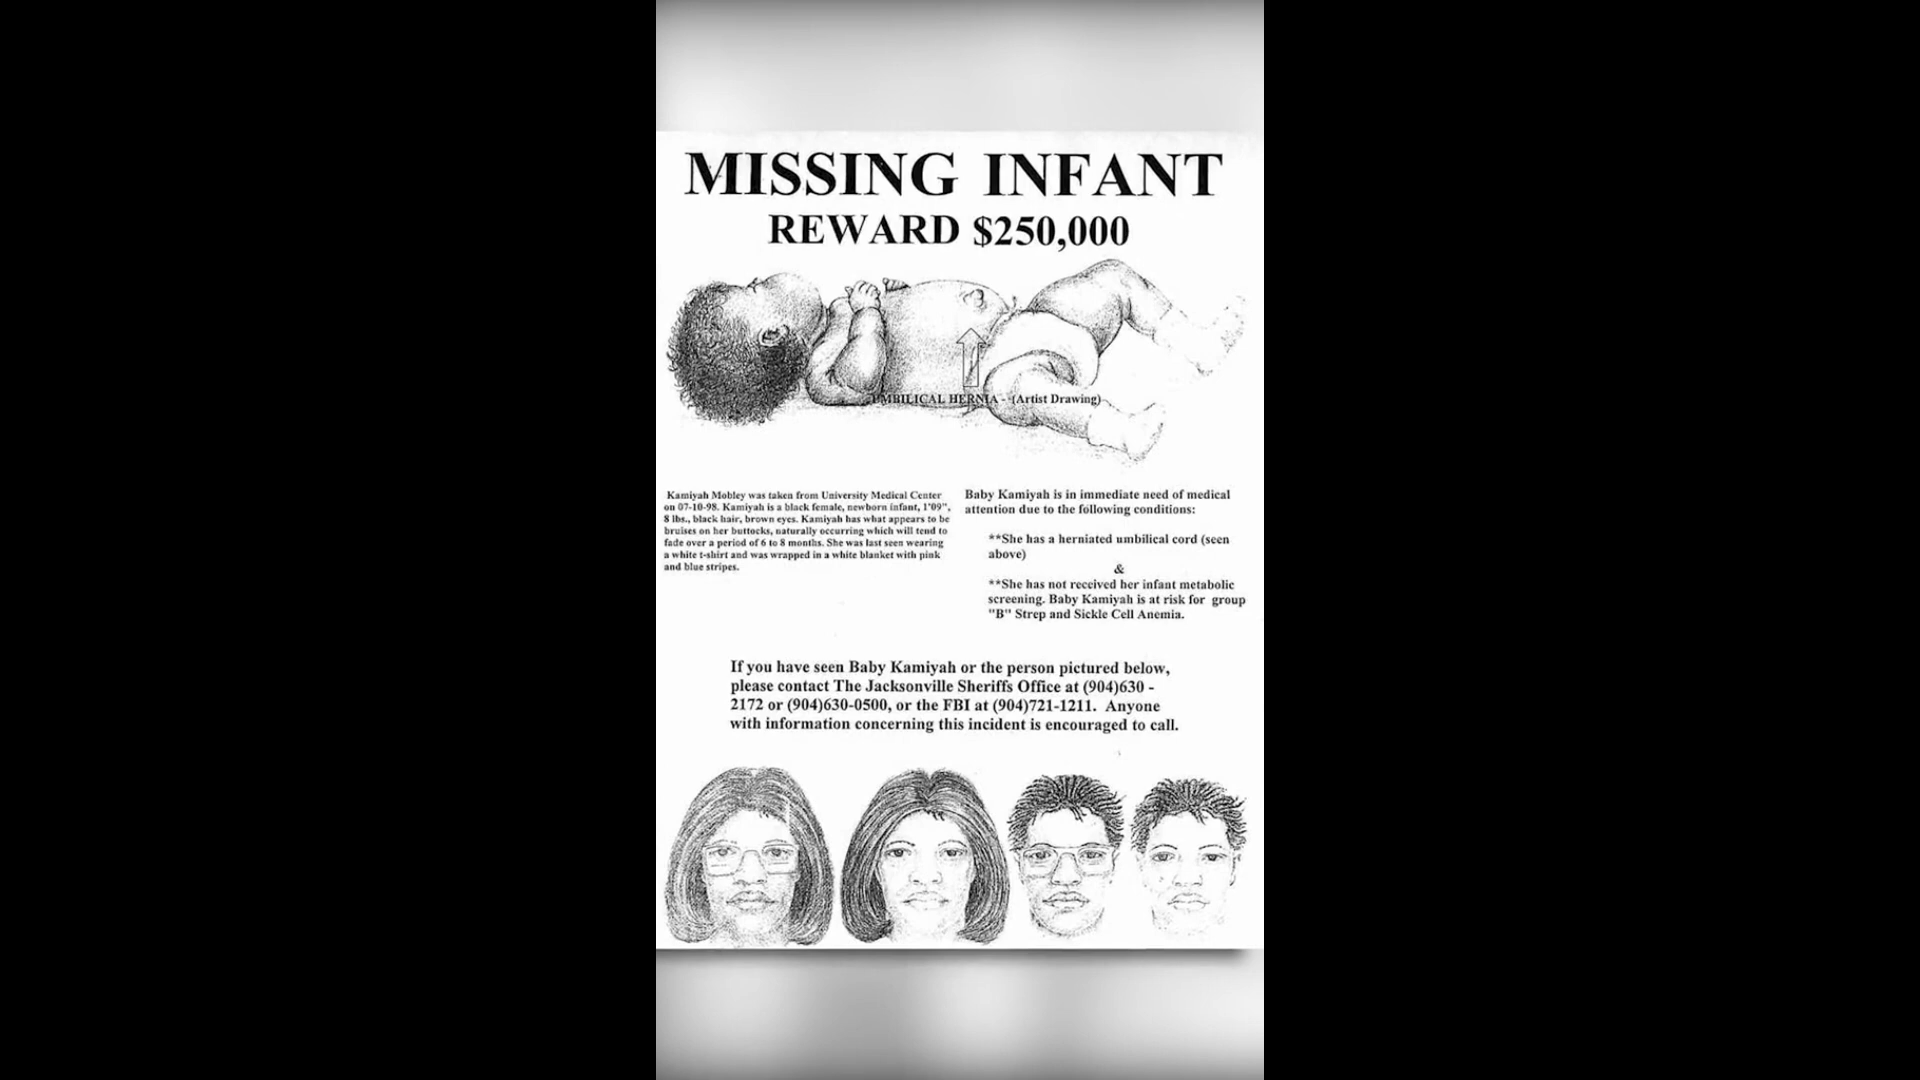 MISSING INFANT
REWARD $250,000
UMBILICAL HERNIA - (Artist Drawing)
Kamiyah Mobley was taken from University Medical Center
on 07-10-98. Kamiyah is a black female, newborn infant, 1'09",
8 lbs., black hair, brown eyes. Kamiyah has what appears to be
bruises on her buttocks, naturally occurring which will tend to
fade over a period of 6 to 8 months. She was last seen wearing
a white t-shirt and was wrapped in a white blanket with pink
and blue stripes.
Baby Kamiyah is in immediate need of medical
attention due to the following conditions:
**She has a herniated umbilical cord (seen
above)
&
**She has not received her infant metabolic
screening. Baby Kamiyah is at risk for group
"B" Strep and Sickle Cell Anemia.
If you have seen Baby Kamiyah or the person pictured below,
please contact The Jacksonville Sheriffs Office at (904)630 -
2172 or (904)630-0500, or the FBI at (904)721-1211. Anyone
with information concerning this incident is encouraged to call.